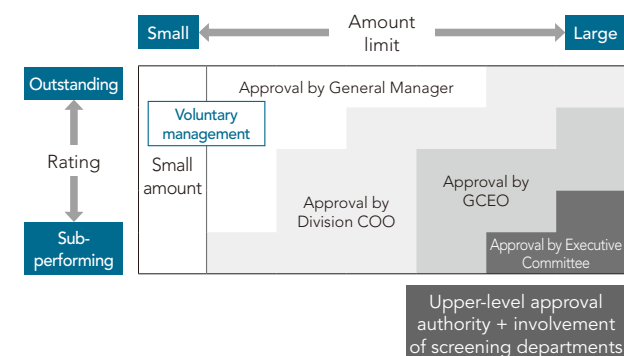 Small
Amount
limit
Large
Outstanding
Rating
Sub-
performing
Approval by General Manager
Voluntary
management
Small
amount
Approval by
Division COO
Approval by
GCEO
Approval by Executive
Committee
Upper-level approval
authority + involvement
of screening departments